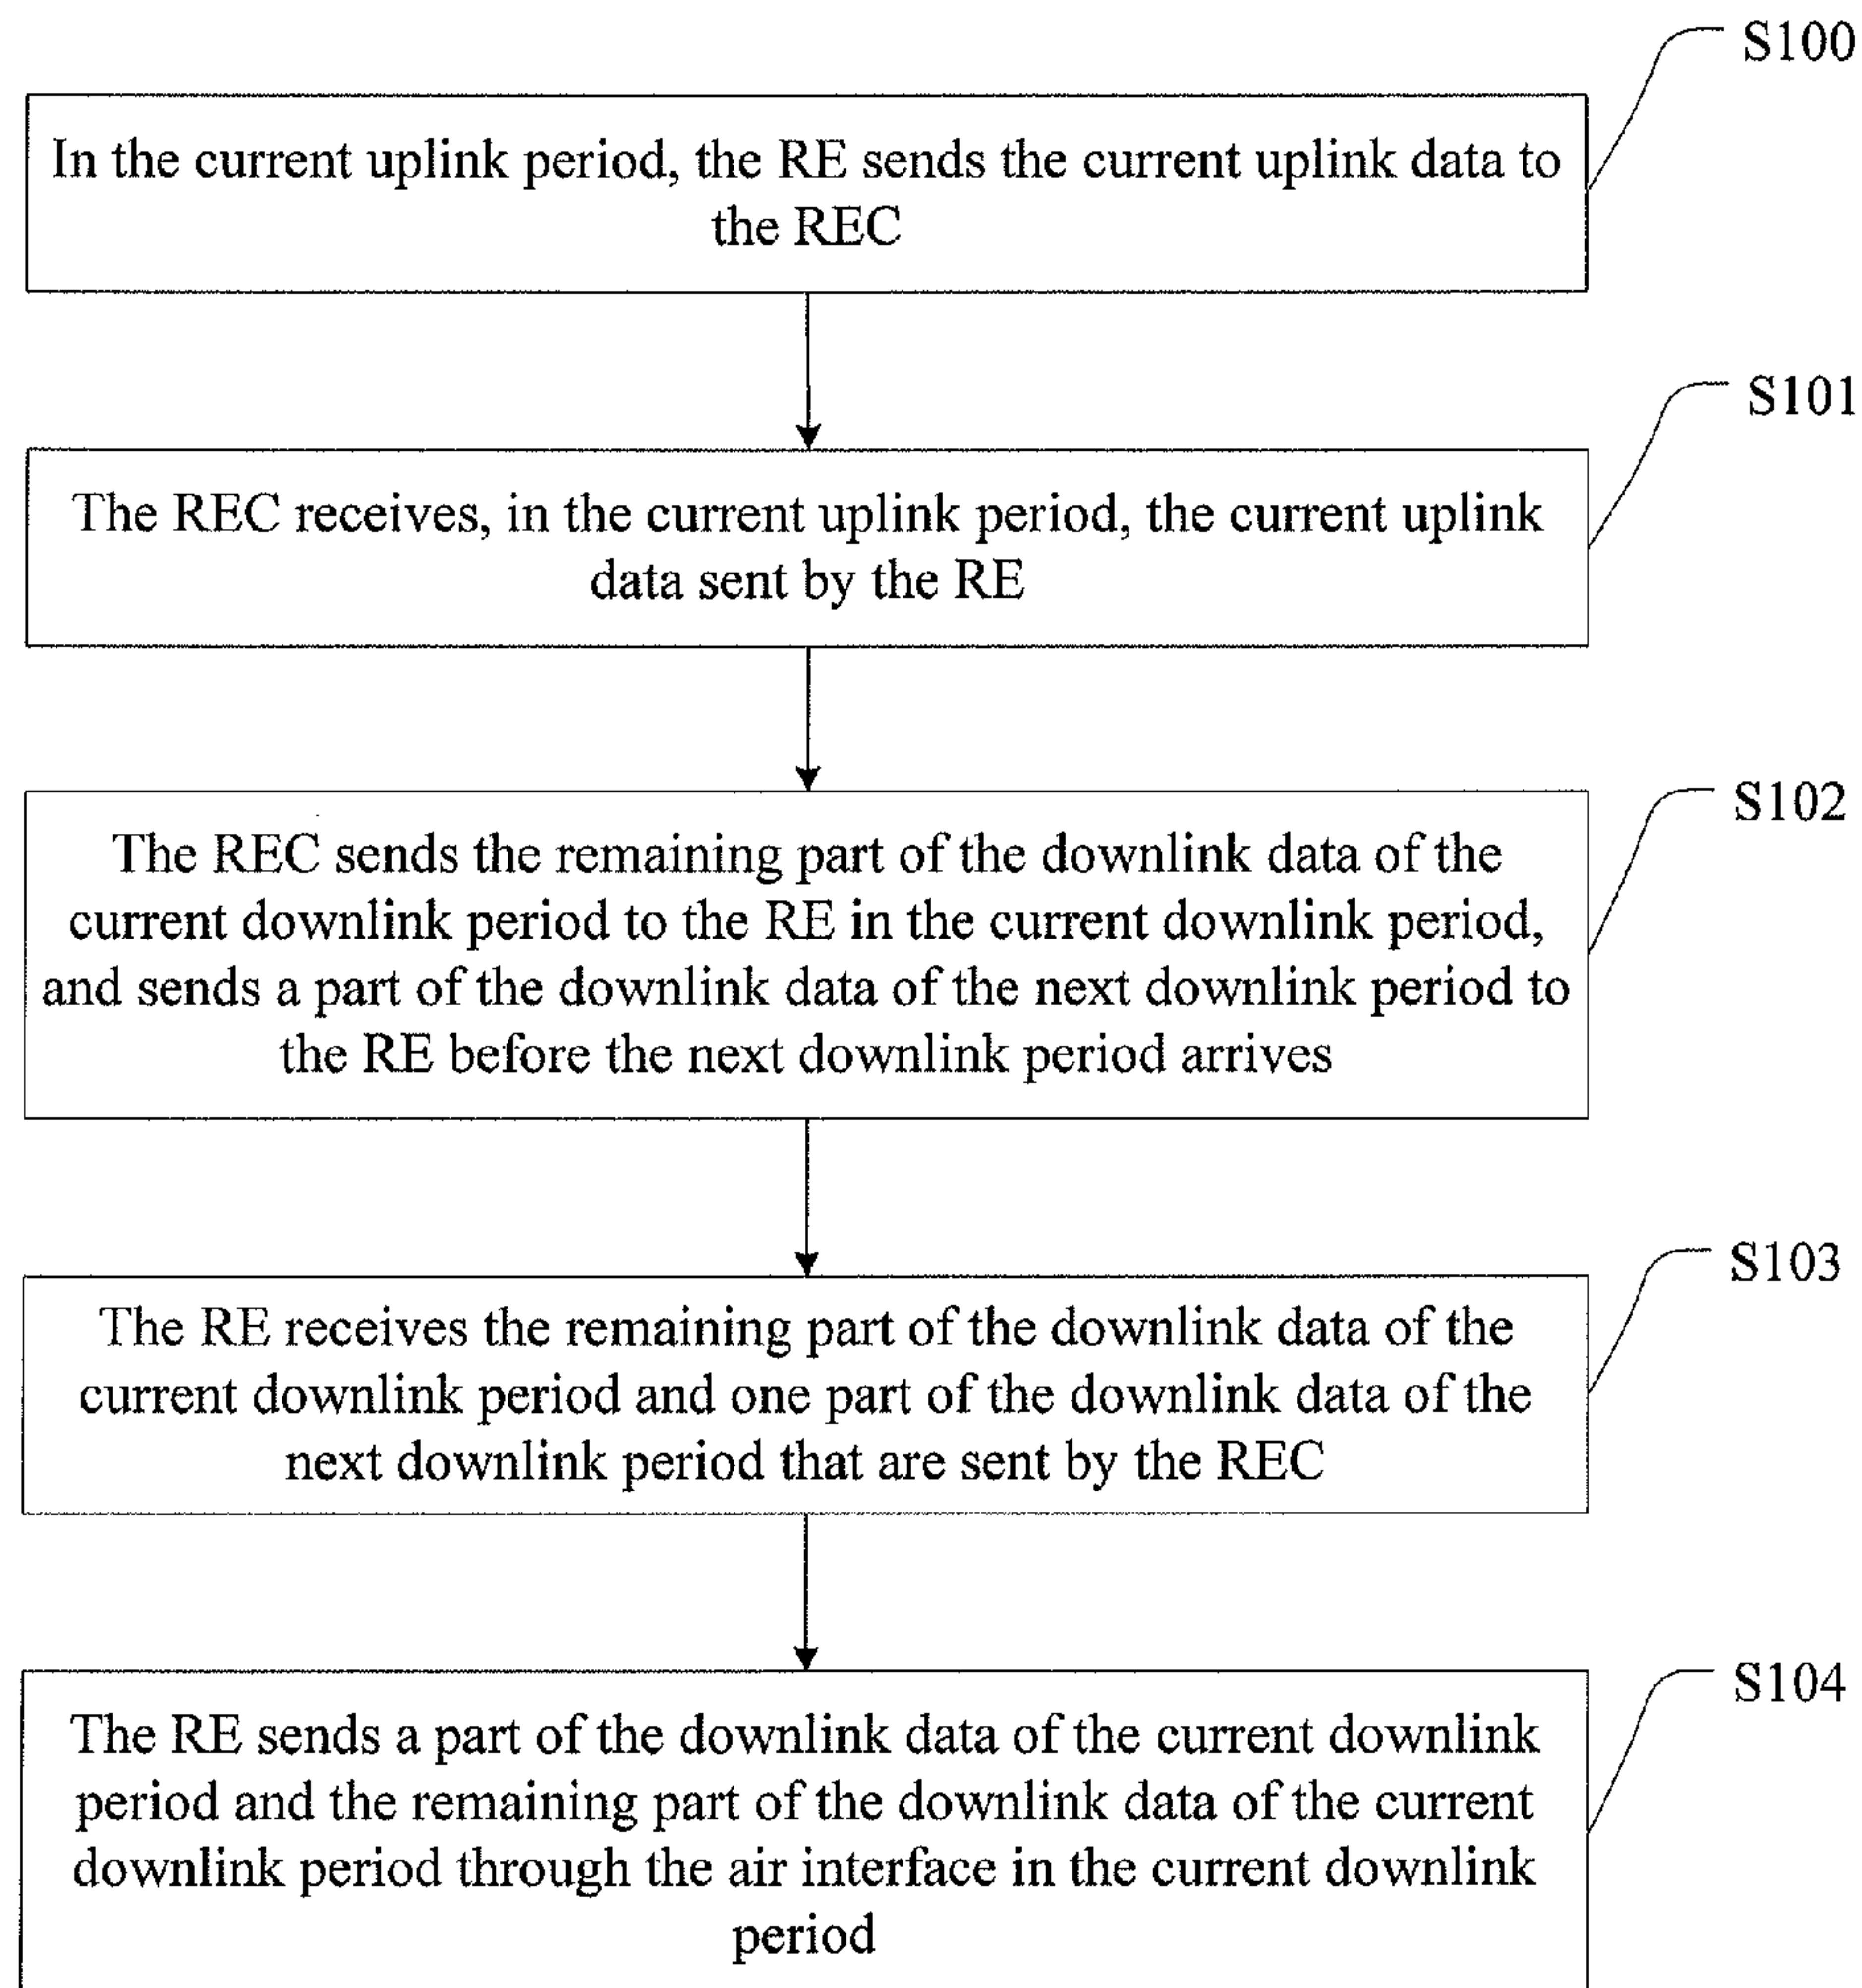 S100
In the current uplink period, the RE sends the current uplink data to
the REC
S101
The REC receives, in the current uplink period, the current uplink
data sent by the RE
S102
The REC sends the remaining part of the downlink data of the
current downlink period to the RE in the current downlink period,
and sends a part of the downlink data of the next downlink period to
the RE before the next downlink period arrives
S103
The RE receives the remaining part of the downlink data of the
current downlink period and one part of the downlink data of the
next downlink period that are sent by the REC
S104
The RE sends a part of the downlink data of the current downlink
period and the remaining part of the downlink data of the current
downlink period through the air interface in the current downlink
period